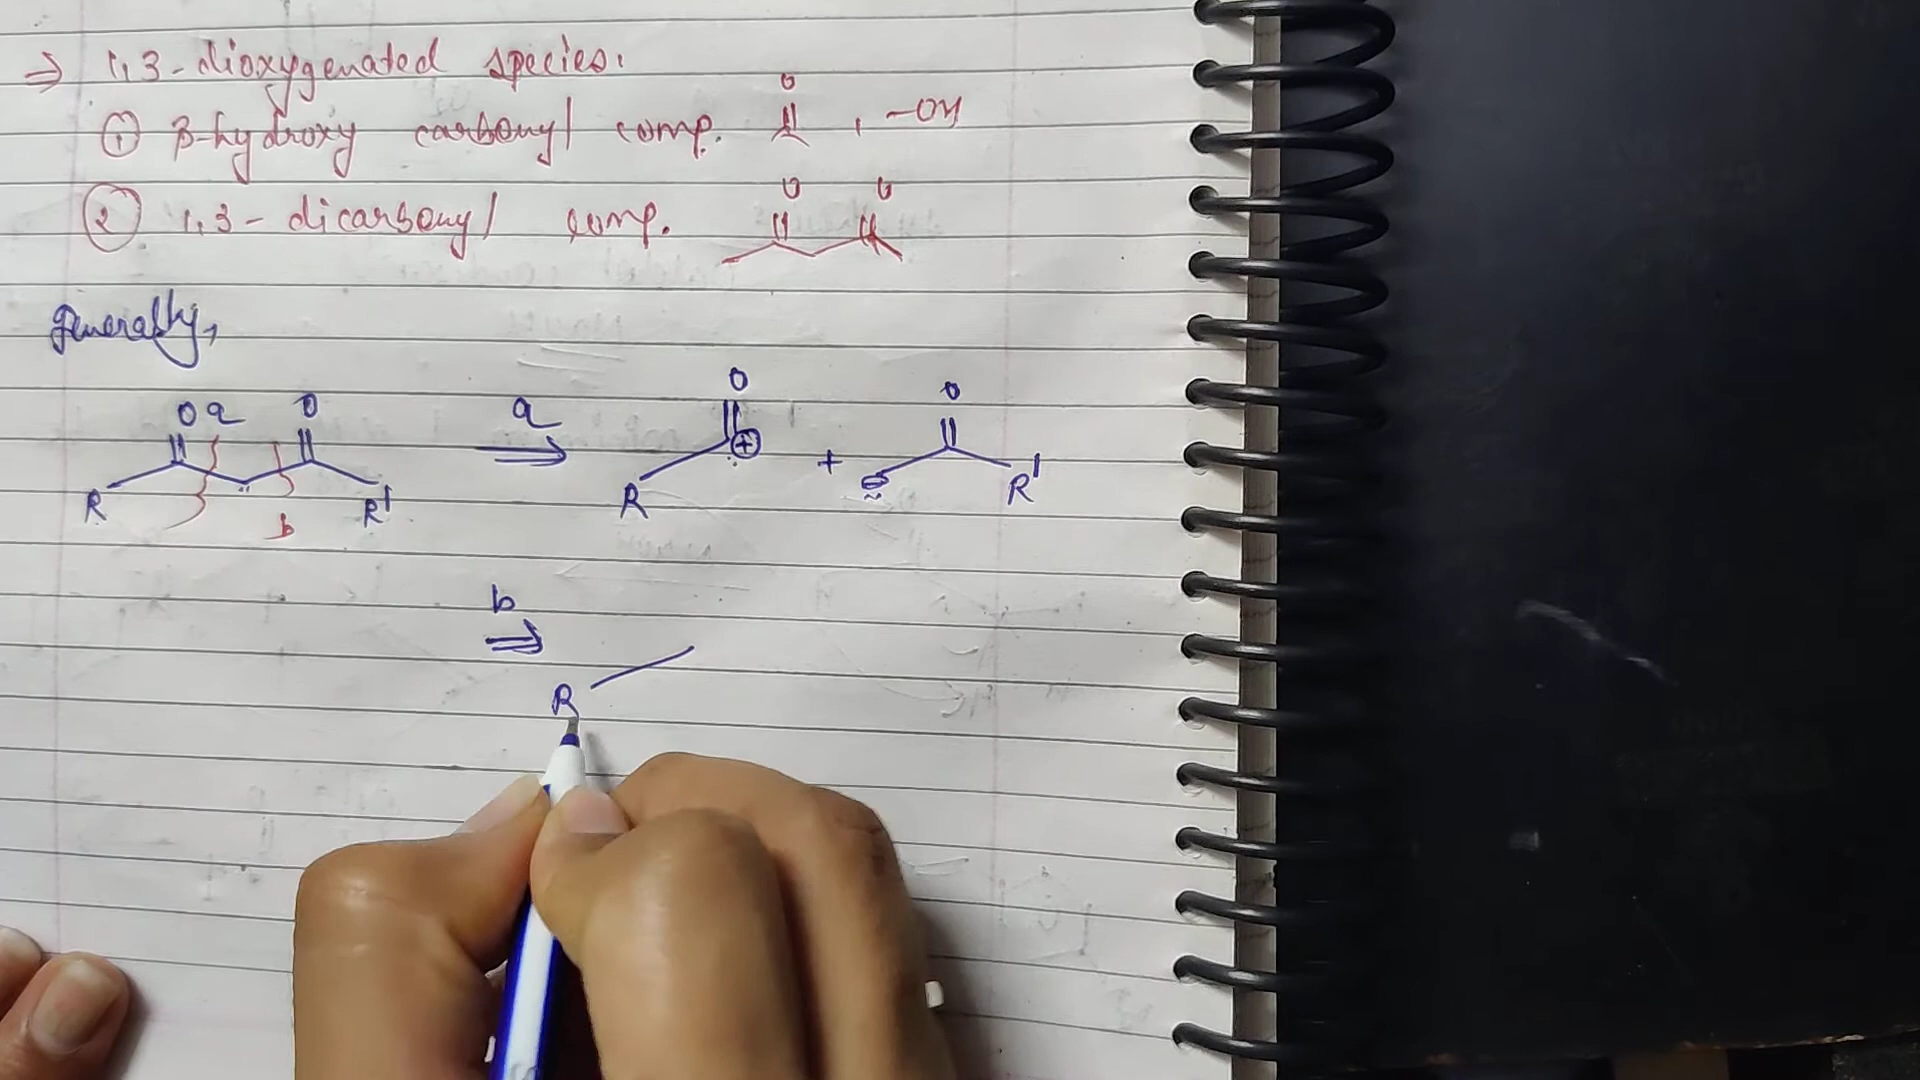 ⇒ 1,3-dioxygenated species.
① β-hydroxy carbonyl comp. O , -OH
② 1,3-dicarbonyl comp. O O
Generally,
R O a O b R' ⇒ a R O ⊕ + ⊖ O R'
b ⇒ R